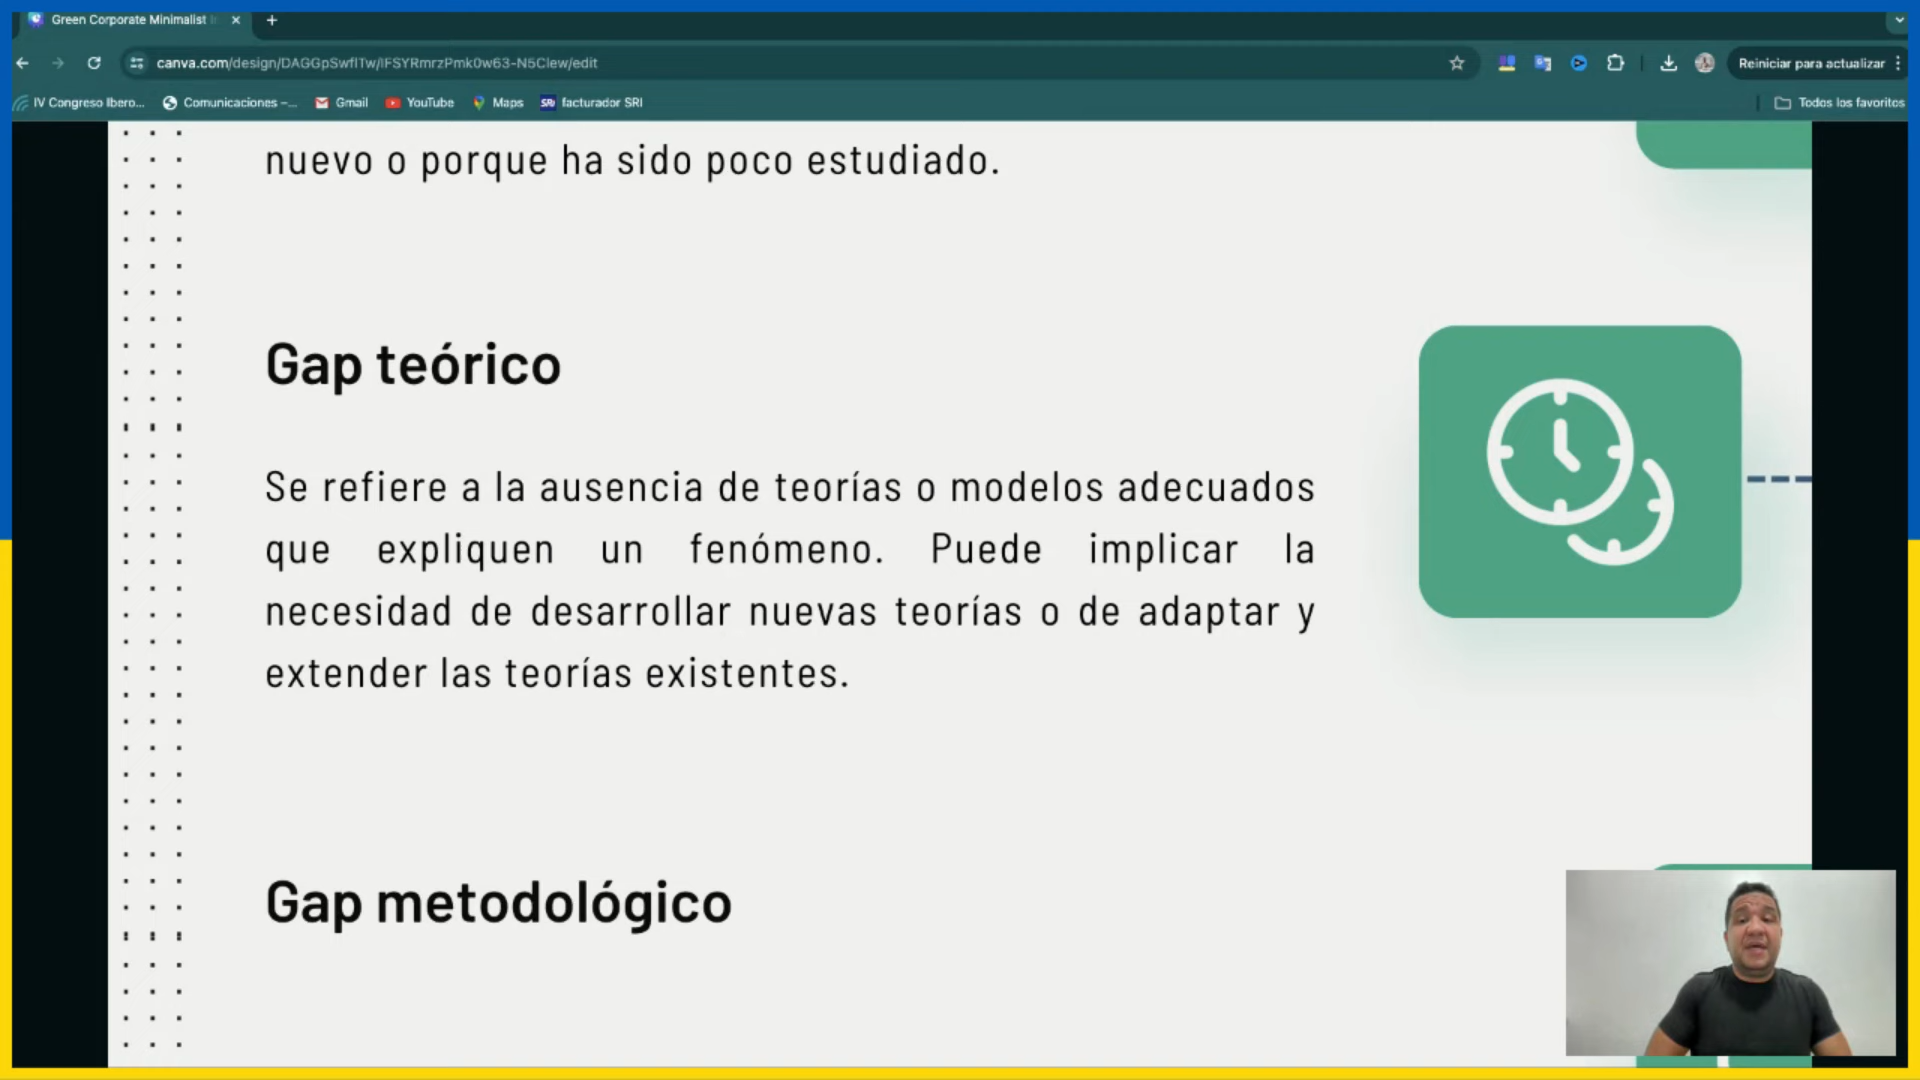 Green Corporate Minimalist
canva.com/design/DAGGpSwflTw/lFSYRmrzPmk0w63-N5Clew/edit
Reiniciar para actualizar
IV Congreso Ibero...
Comunicaciones –...
Gmail
YouTube
Maps
SRi facturador SRI
Todos los favoritos
nuevo o porque ha sido poco estudiado.
Gap teórico
Se refiere a la ausencia de teorías o modelos adecuados
que expliquen un fenómeno. Puede implicar la
necesidad de desarrollar nuevas teorías o de adaptar y
extender las teorías existentes.
Gap metodológico